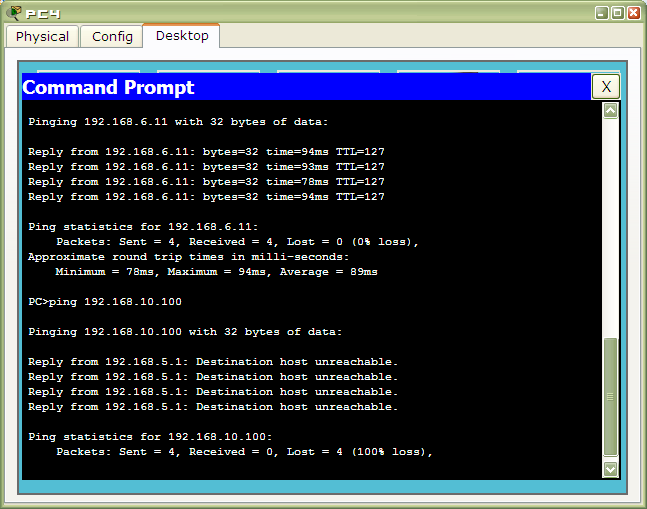 PC4
Physical
Config
Desktop
Command Prompt
X
Pinging 192.168.6.11 with 32 bytes of data:
Reply from 192.168.6.11: bytes=32 time=94ms TTL=127
Reply from 192.168.6.11: bytes=32 time=93ms TTL=127
Reply from 192.168.6.11: bytes=32 time=78ms TTL=127
Reply from 192.168.6.11: bytes=32 time=94ms TTL=127
Ping statistics for 192.168.6.11:
Packets: Sent = 4, Received = 4, Lost = 0 (0% loss),
Approximate round trip times in milli-seconds:
Minimum = 78ms, Maximum = 94ms, Average = 89ms
PC>ping 192.168.10.100
Pinging 192.168.10.100 with 32 bytes of data:
Reply from 192.168.5.1: Destination host unreachable.
Reply from 192.168.5.1: Destination host unreachable.
Reply from 192.168.5.1: Destination host unreachable.
Reply from 192.168.5.1: Destination host unreachable.
Ping statistics for 192.168.10.100:
Packets: Sent = 4, Received = 0, Lost = 4 (100% loss),